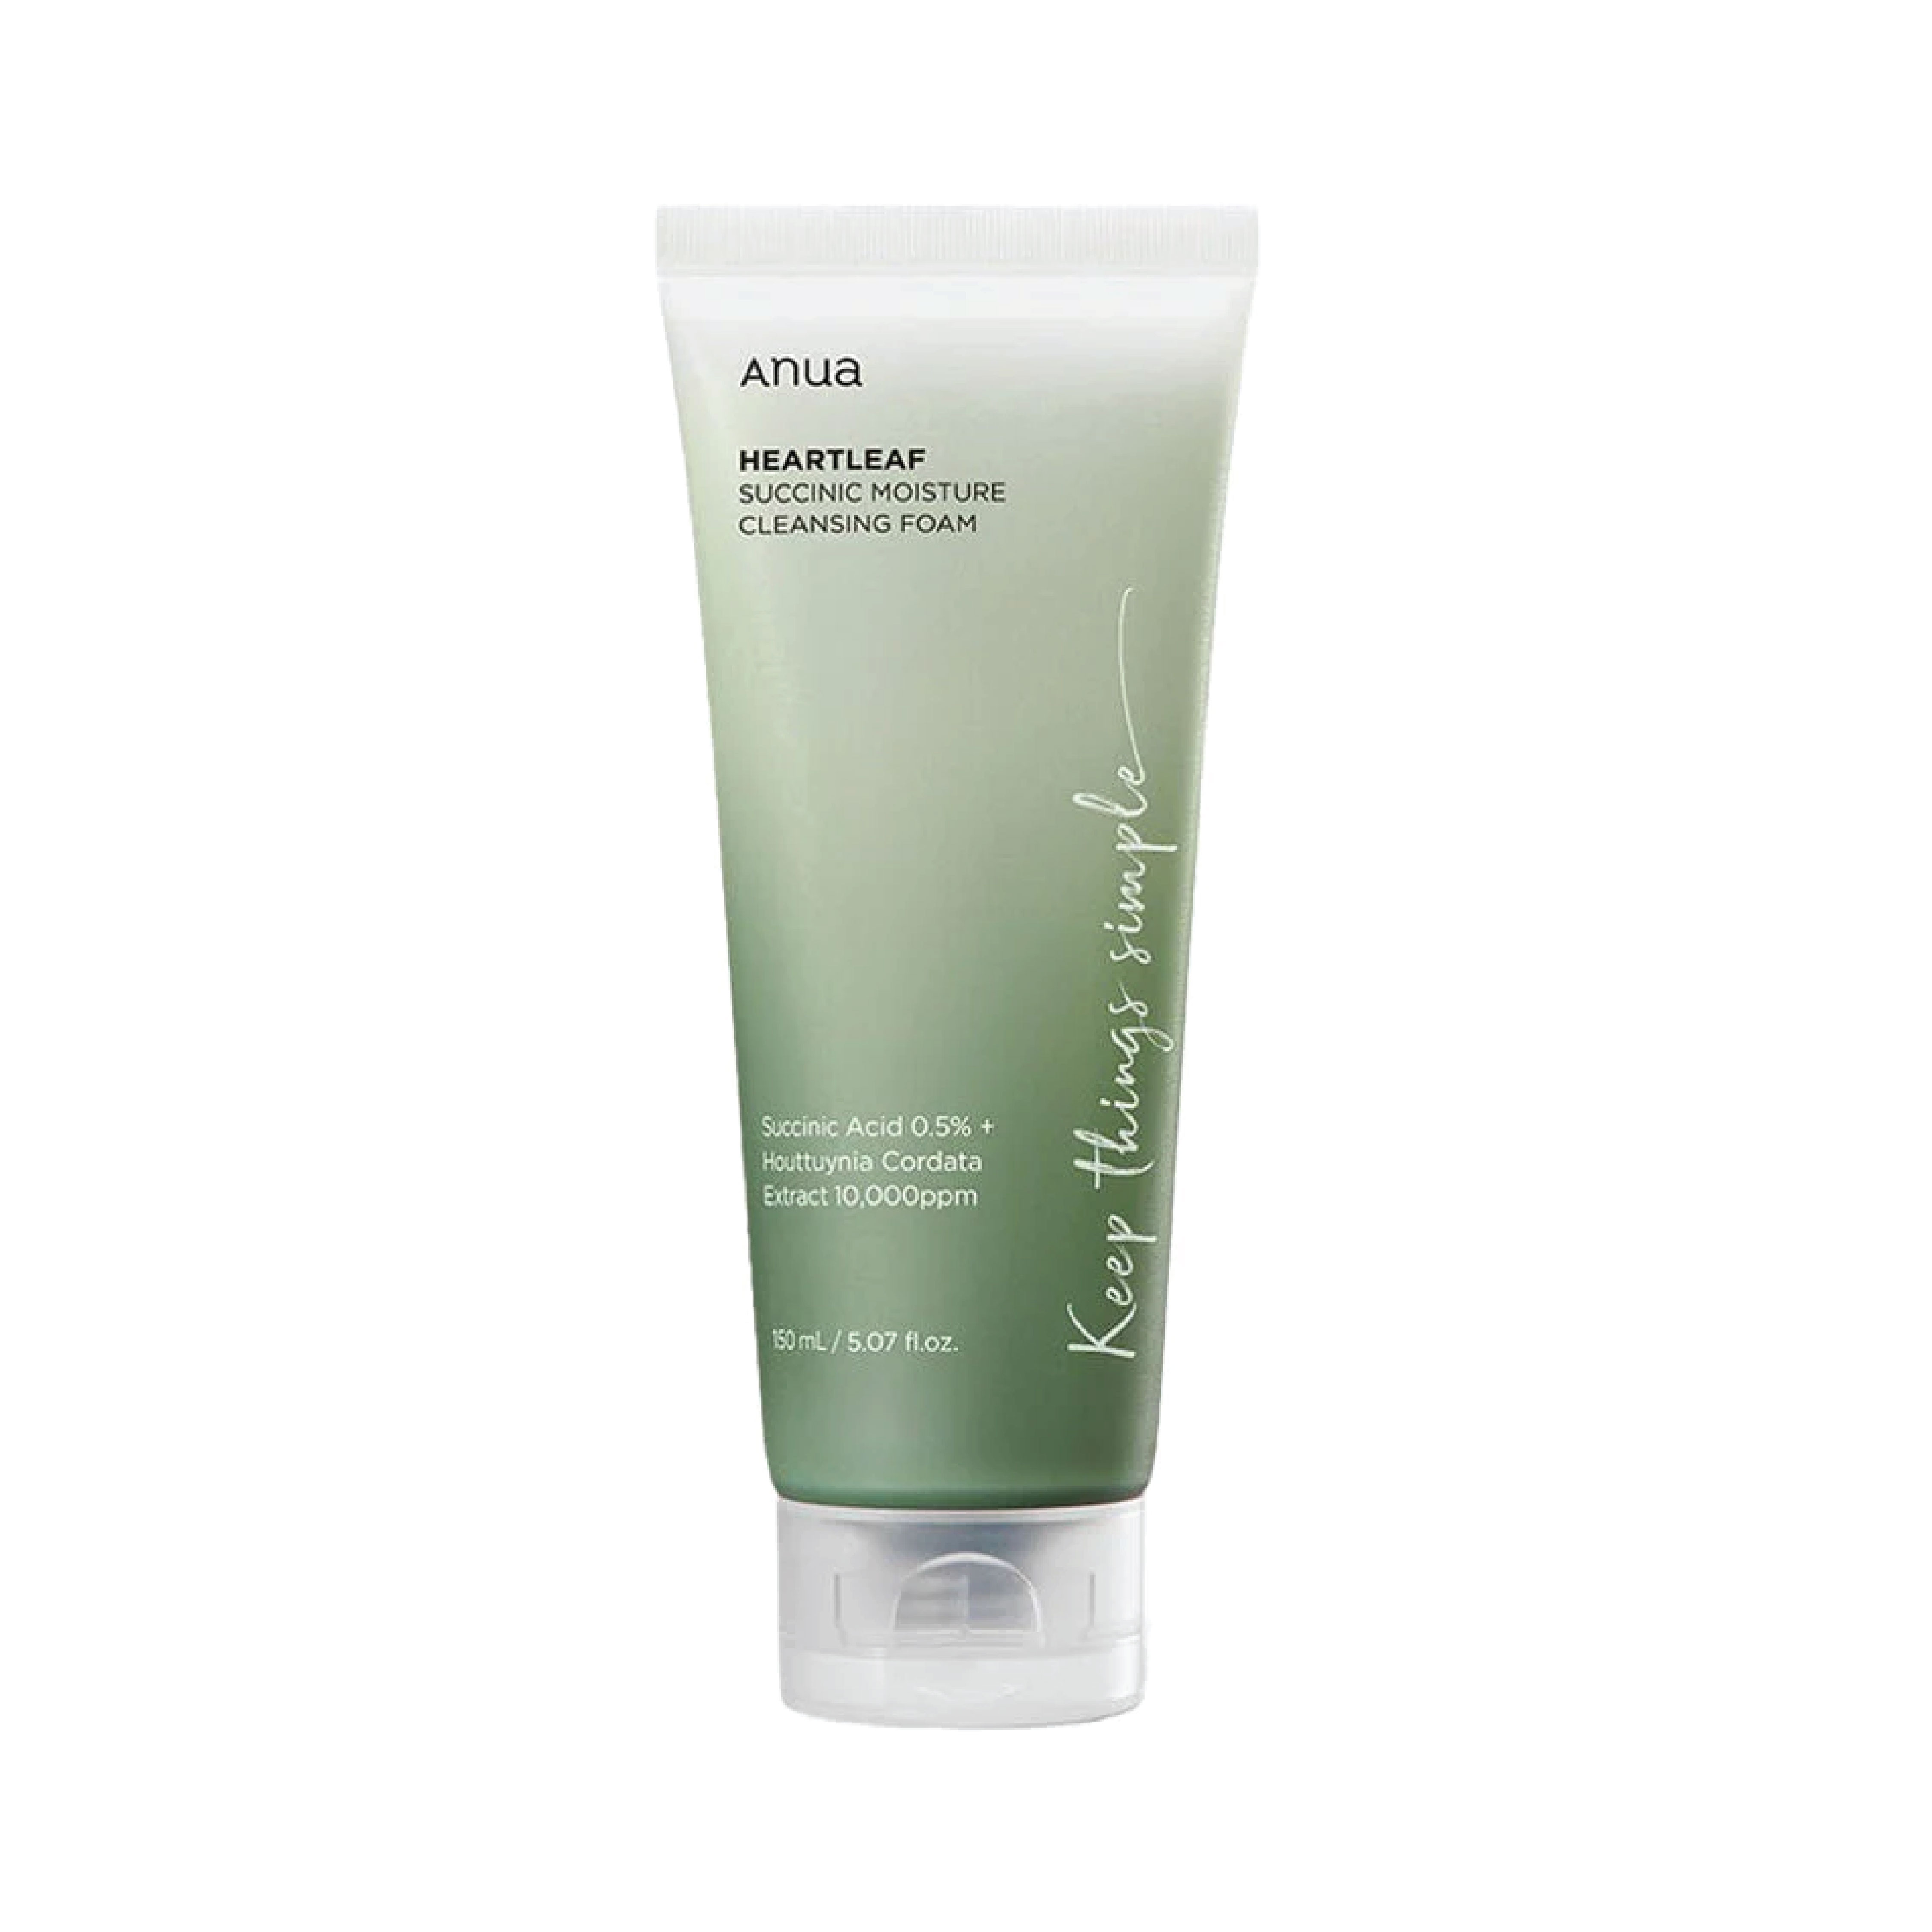 Anua
HEARTLEAF
SUCCINIC MOISTURE
CLEANSING FOAM
Keep things simple
Succinic Acid 0.5% +
Houttuynia Cordata
Extract 10,000ppm
150 mL / 5.07 fl.oz.